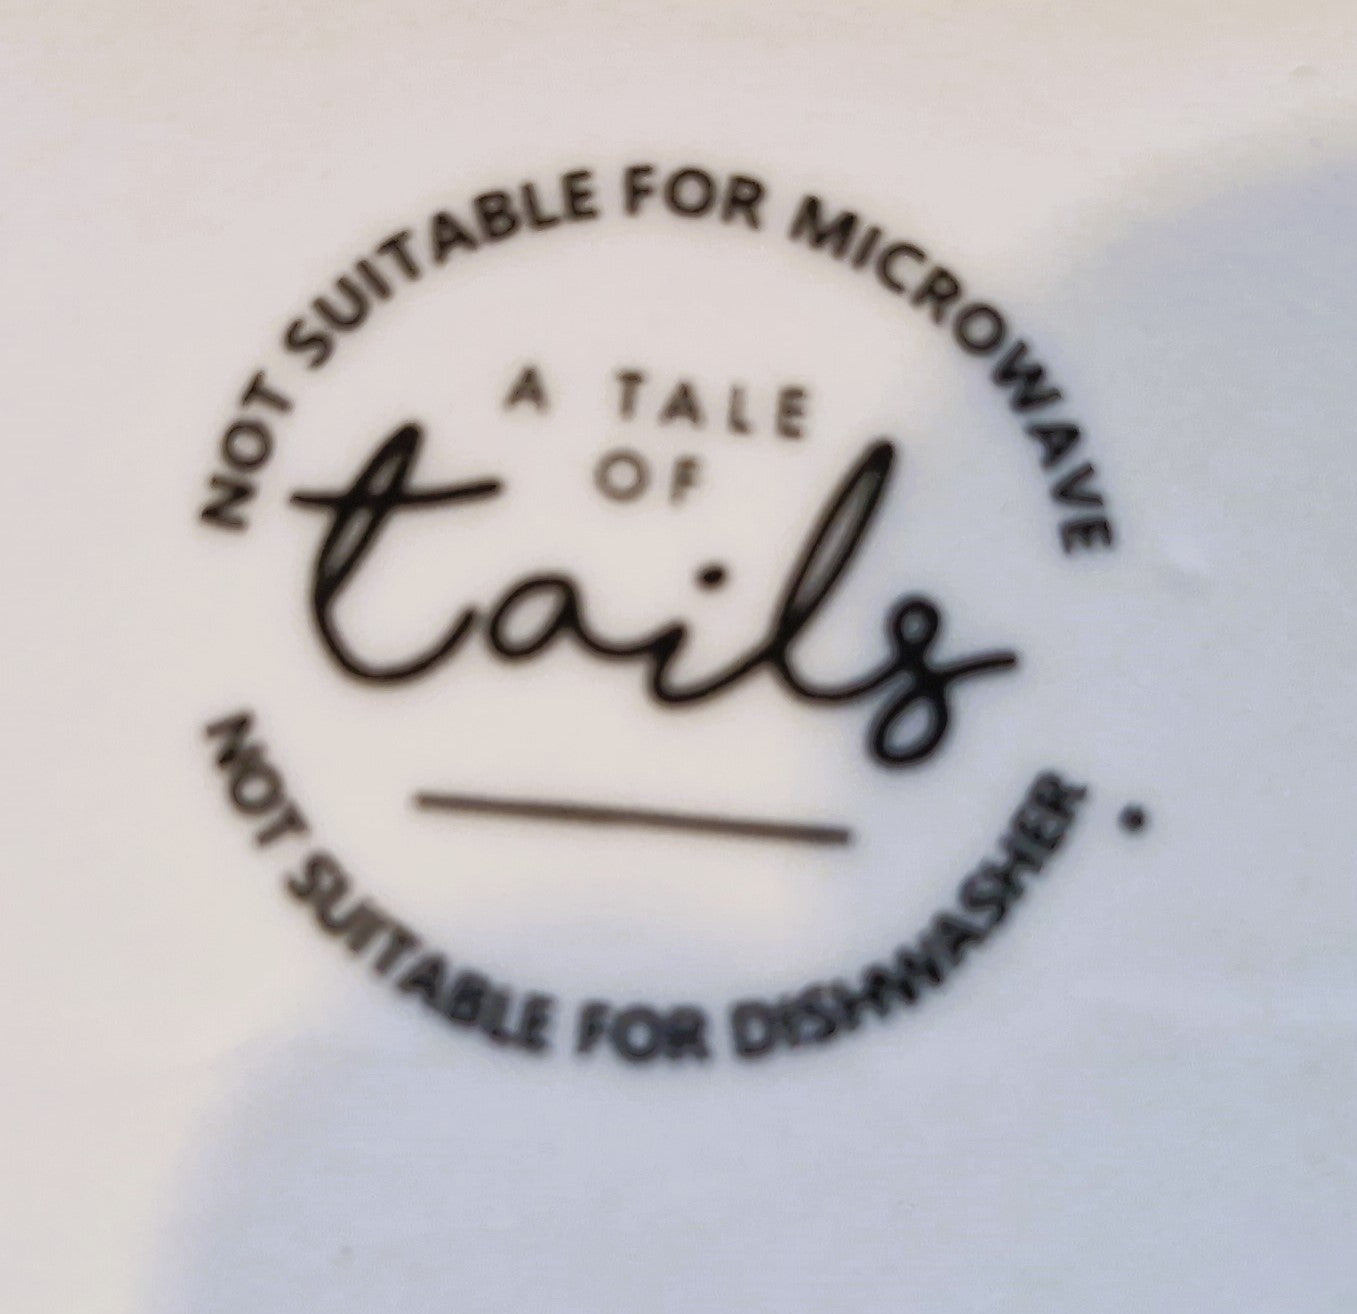 NOT SUITABLE FOR MICROWAVE
A TALE
OF
tails
NOT SUITABLE FOR DISHWASHER